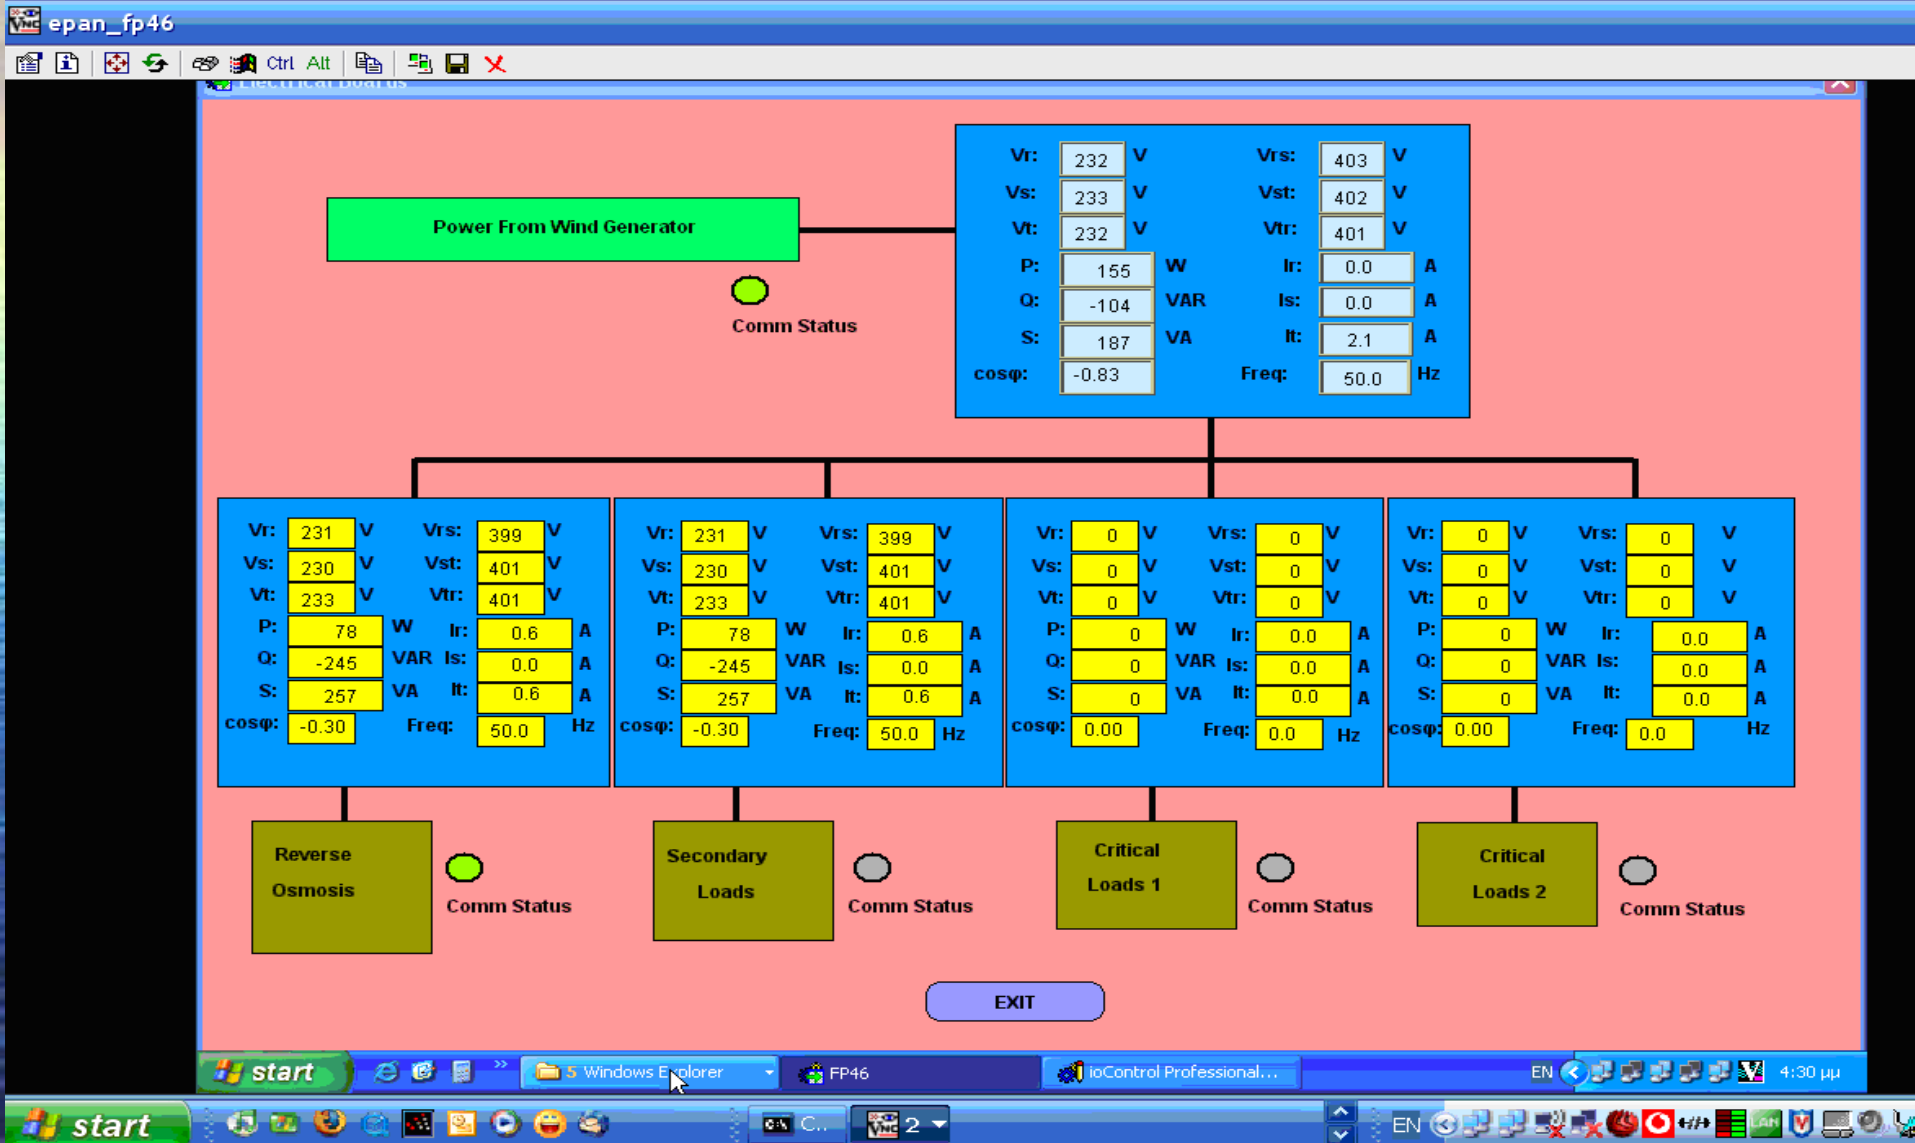 epan_fp46
Ctrl Alt
Electrical Boards
Vr: 232 V Vrs: 403 V
Vs: 233 V Vst: 402 V
Vt: 232 V Vtr: 401 V
P: 155 W Ir: 0.0 A
Q: -104 VAR Is: 0.0 A
S: 187 VA It: 2.1 A
cosφ: -0.83 Freq: 50.0 Hz
Power From Wind Generator
Comm Status
Vr: 231 V Vrs: 399 V
Vs: 230 V Vst: 401 V
Vt: 233 V Vtr: 401 V
P: 78 W Ir: 0.6 A
Q: -245 VAR Is: 0.0 A
S: 257 VA It: 0.6 A
cosφ: -0.30 Freq: 50.0 Hz
Vr: 231 V Vrs: 399 V
Vs: 230 V Vst: 401 V
Vt: 233 V Vtr: 401 V
P: 78 W Ir: 0.6 A
Q: -245 VAR Is: 0.0 A
S: 257 VA It: 0.6 A
cosφ: -0.30 Freq: 50.0 Hz
Vr: 0 V Vrs: 0 V
Vs: 0 V Vst: 0 V
Vt: 0 V Vtr: 0 V
P: 0 W Ir: 0.0 A
Q: 0 VAR Is: 0.0 A
S: 0 VA It: 0.0 A
cosφ: 0.00 Freq: 0.0 Hz
Vr: 0 V Vrs: 0 V
Vs: 0 V Vst: 0 V
Vt: 0 V Vtr: 0 V
P: 0 W Ir: 0.0 A
Q: 0 VAR Is: 0.0 A
S: 0 VA It: 0.0 A
cosφ: 0.00 Freq: 0.0 Hz
Reverse
Osmosis
Comm Status
Secondary
Loads
Comm Status
Critical
Loads 1
Comm Status
Critical
Loads 2
Comm Status
EXIT
start » 5 Windows Explorer FP46 ioControl Professional... EN 4:30 μμ
start C.. VNC 2 EN LAN